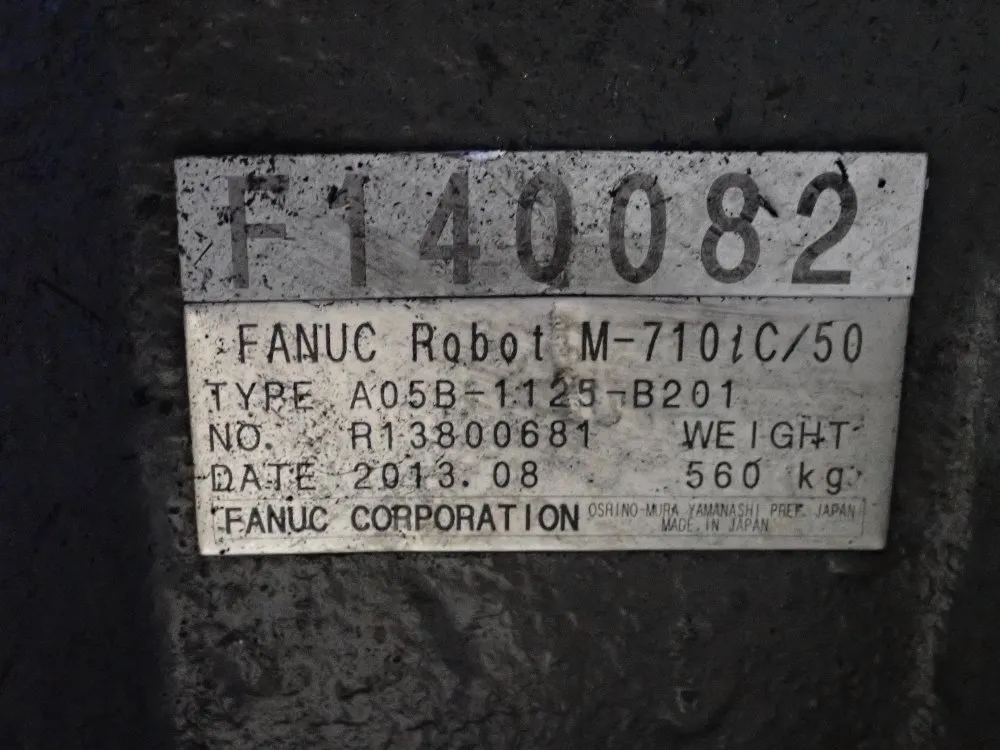 F140082
FANUC Robot M-710iC/50
TYPE A05B-1125-B201
NO. R13800681 WEIGHT
DATE 2013.08 560 kg
FANUC CORPORATION OSHINO-MURA YAMANASHI PREF. JAPAN
MADE IN JAPAN